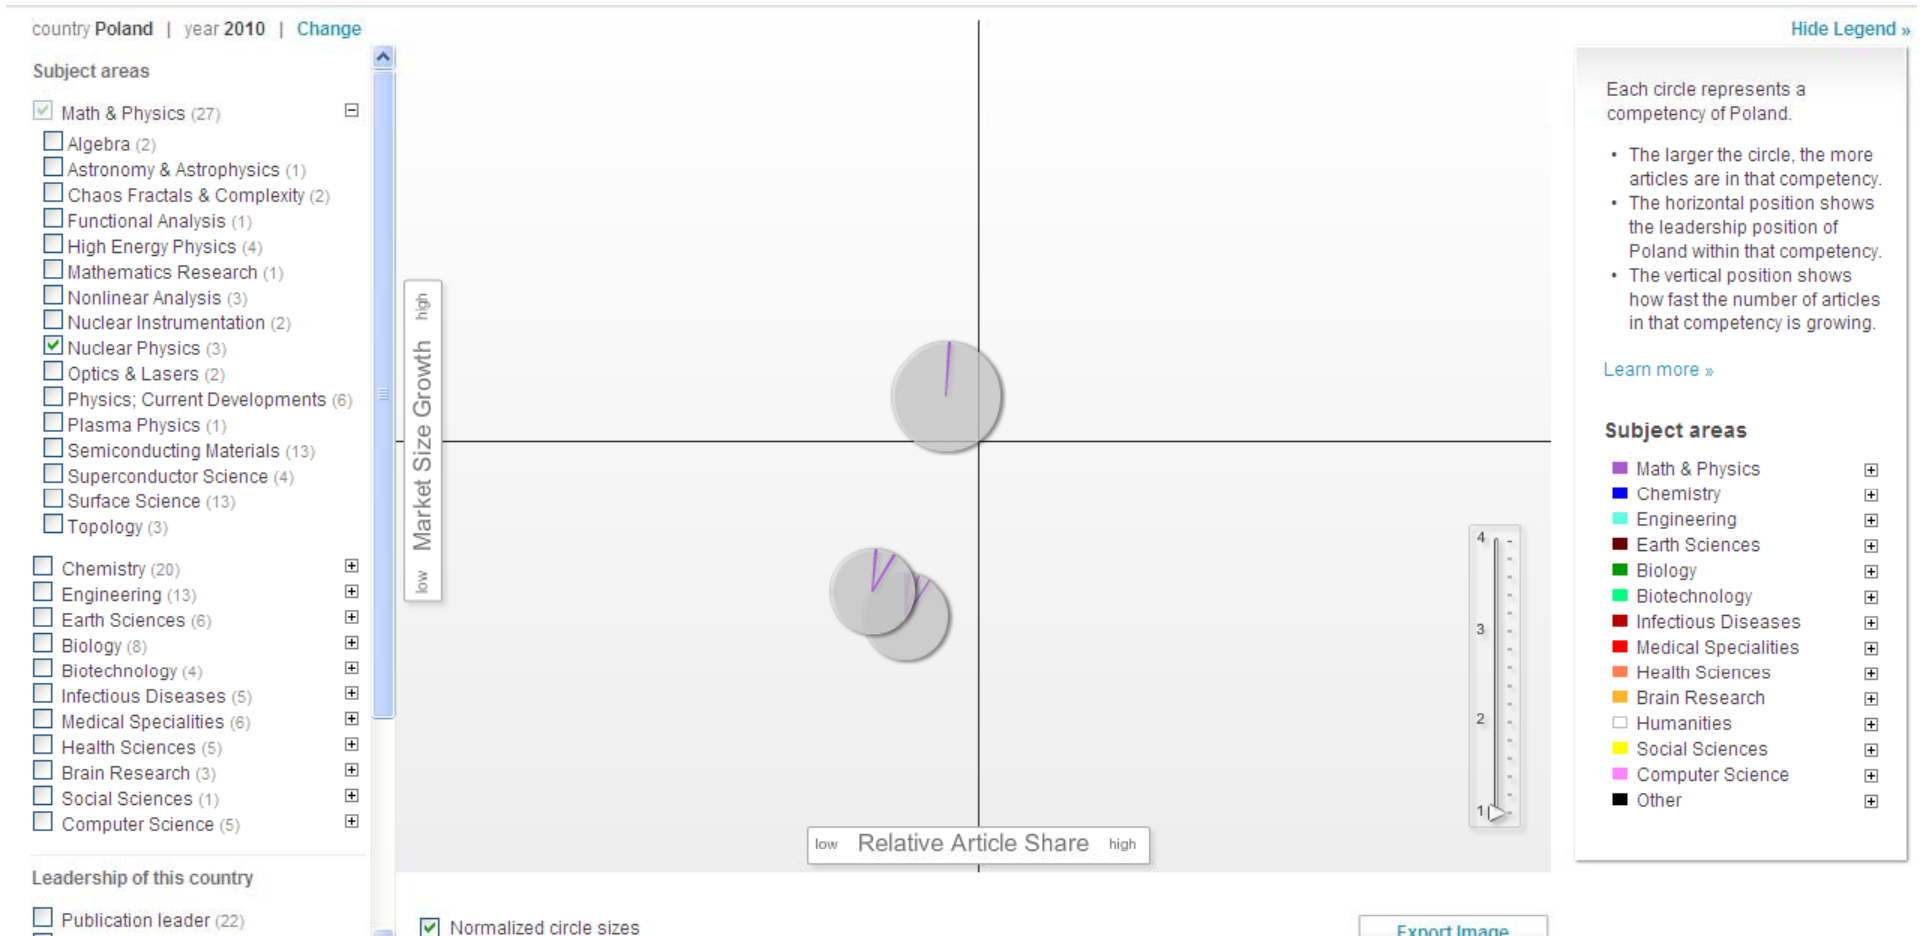 country Poland | year 2010 | Change
Hide Legend »
Subject areas
Math & Physics (27)
Algebra (2)
Astronomy & Astrophysics (1)
Chaos Fractals & Complexity (2)
Functional Analysis (1)
High Energy Physics (4)
Mathematics Research (1)
Nonlinear Analysis (3)
Nuclear Instrumentation (2)
Nuclear Physics (3)
Optics & Lasers (2)
Physics; Current Developments (6)
Plasma Physics (1)
Semiconducting Materials (13)
Superconductor Science (4)
Surface Science (13)
Topology (3)
Chemistry (20)
Engineering (13)
Earth Sciences (6)
Biology (8)
Biotechnology (4)
Infectious Diseases (5)
Medical Specialities (6)
Health Sciences (5)
Brain Research (3)
Social Sciences (1)
Computer Science (5)
Leadership of this country
Publication leader (22)
low Market Size Growth high
low Relative Article Share high
4
3
2
1
Normalized circle sizes
Export Image
Each circle represents a
competency of Poland.
• The larger the circle, the more
articles are in that competency.
• The horizontal position shows
the leadership position of
Poland within that competency.
• The vertical position shows
how fast the number of articles
in that competency is growing.
Learn more »
Subject areas
Math & Physics
Chemistry
Engineering
Earth Sciences
Biology
Biotechnology
Infectious Diseases
Medical Specialities
Health Sciences
Brain Research
Humanities
Social Sciences
Computer Science
Other